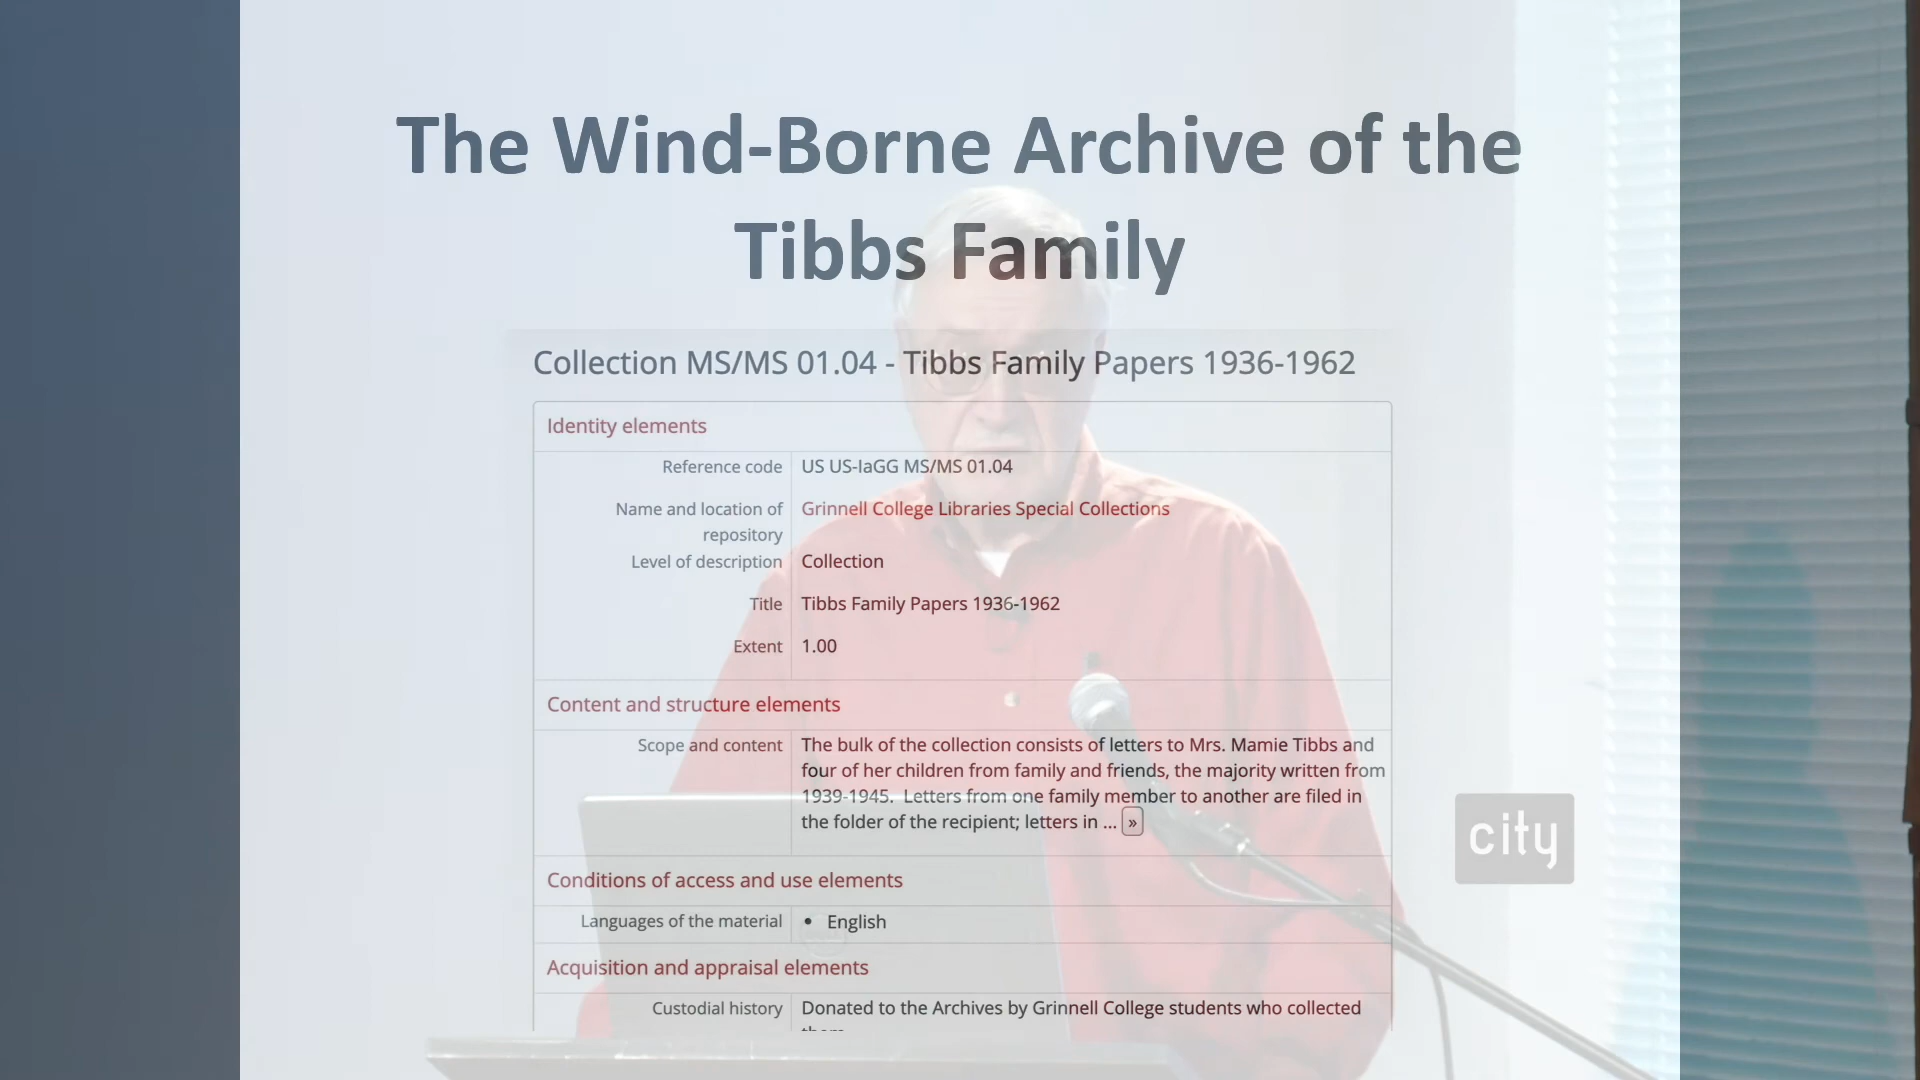 The Wind-Borne Archive of the
Tibbs Family
Collection MS/MS 01.04 - Tibbs Family Papers 1936-1962
Identity elements
Reference code US US-IaGG MS/MS 01.04
Name and location of Grinnell College Libraries Special Collections
repository
Level of description Collection
Title Tibbs Family Papers 1936-1962
Extent 1.00
Content and structure elements
Scope and content The bulk of the collection consists of letters to Mrs. Mamie Tibbs and
four of her children from family and friends, the majority written from
1939-1945. Letters from one family member to another are filed in
the folder of the recipient; letters in ... »
city
Conditions of access and use elements
Languages of the material • English
Acquisition and appraisal elements
Custodial history Donated to the Archives by Grinnell College students who collected